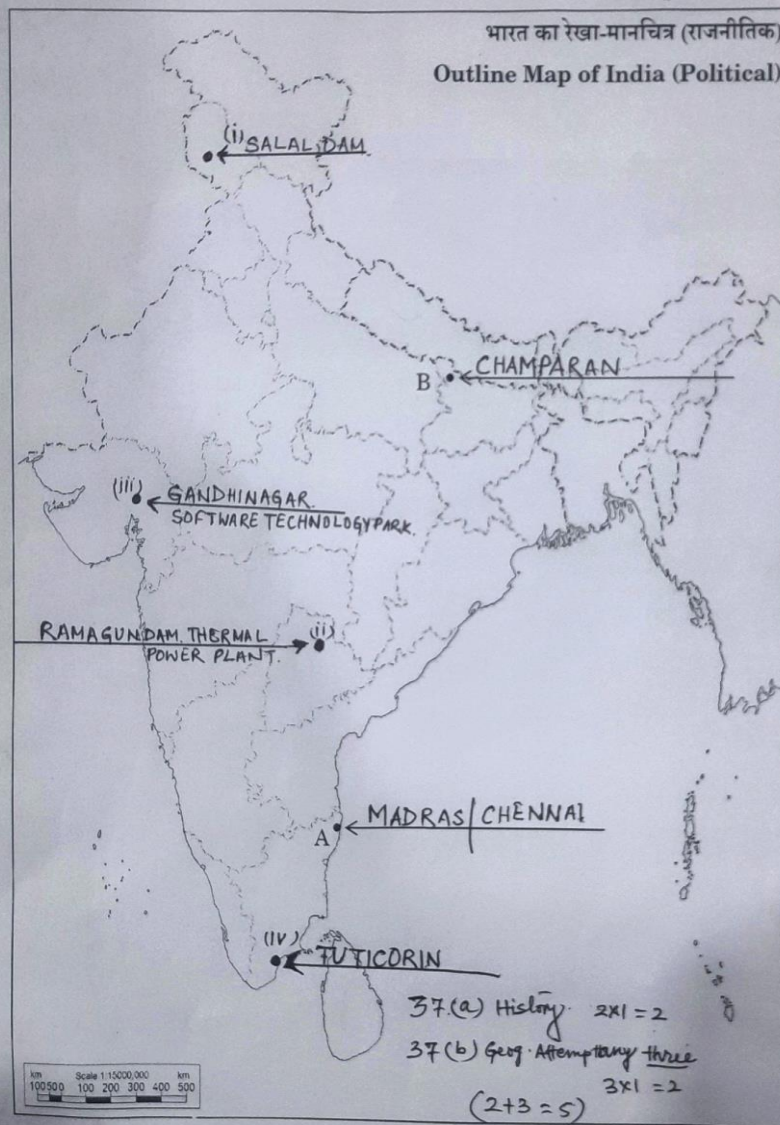 भारत का रेखा-मानचित्र (राजनीतिक)
Outline Map of India (Political)
(i) SALAL DAM
B CHAMPARAN
(iii) GANDHINAGAR
SOFTWARE TECHNOLOGY PARK.
RAMAGUNDAM THERMAL (ii)
POWER PLANT.
A MADRAS/CHENNAI
(IV) TUTICORIN
37.(a) History. 2x1 = 2
37 (b) Geog. Attempt any three
3x1 = 2
(2+3 = 5)
km Scale 1:15000,000 km
100 50 0 100 200 300 400 500